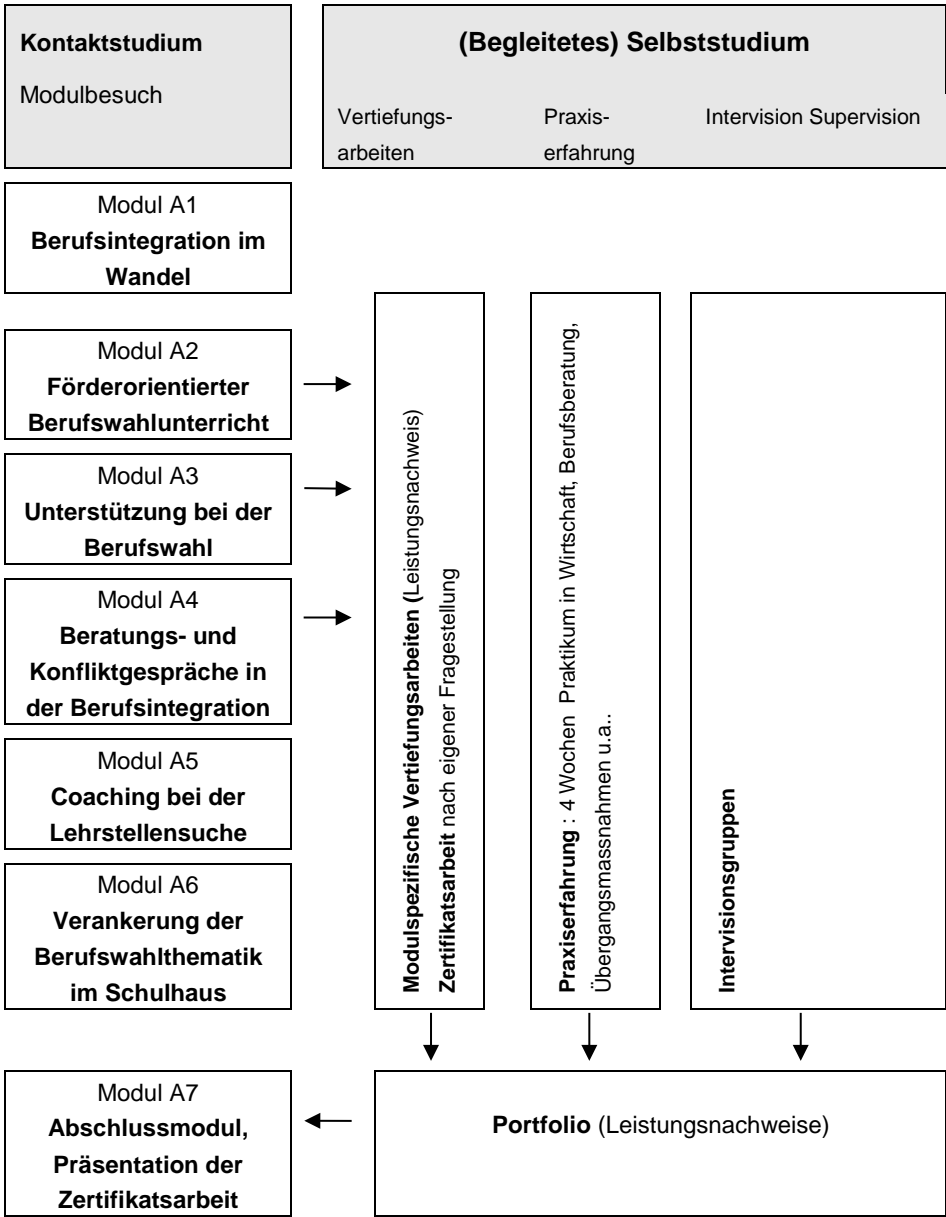 Kontaktstudium
Modulbesuch
(Begleitetes) Selbststudium
Vertiefungs-
arbeiten
Praxis-
erfahrung
Intervision Supervision
Modul A1
Berufsintegration im
Wandel
Modul A2
Förderorientierter
Berufswahlunterricht
Modul A3
Unterstützung bei der
Berufswahl
Modul A4
Beratungs- und
Konfliktgespräche in
der Berufsintegration
Modul A5
Coaching bei der
Lehrstellensuche
Modul A6
Verankerung der
Berufswahlthematik
im Schulhaus
Modulspezifische Vertiefungsarbeiten (Leistungsnachweis)
Zertifikatsarbeit nach eigener Fragestellung
Praxiserfahrung : 4 Wochen Praktikum in Wirtschaft, Berufsberatung,
Übergangsmassnahmen u.a..
Intervisionsgruppen
Modul A7
Abschlussmodul,
Präsentation der
Zertifikatsarbeit
Portfolio (Leistungsnachweise)